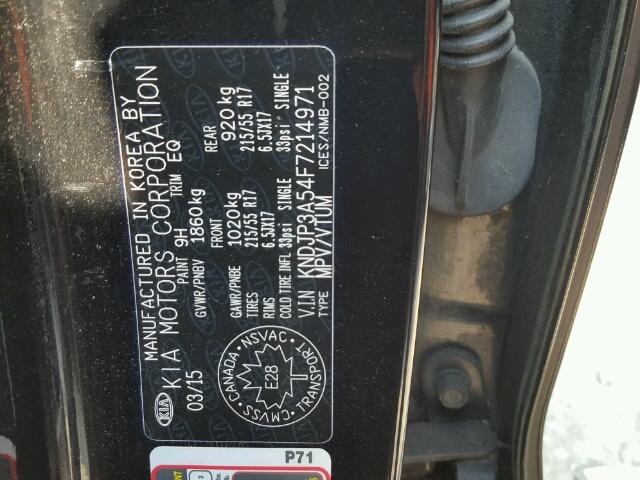 MANUFACTURED IN KOREA BY
KIA KIA MOTORS CORPORATION
03/15 PAINT 9H TRIM EQ
GVWR/PNBV 1860kg
FRONT REAR
GAWR/PNBE 1020kg 920kg
TIRES 215/55 R17 215/55 R17
RIMS 6.5JX17 6.5JX17
COLD TIRE INFL 33psi SINGLE 33psi SINGLE
V.I.N KNDJP3A54F7214971
TYPE MPV/VTUM ICES/NMB-002
CANADA · NSVAC · TRANSPORT · CMVSS
E28
P71